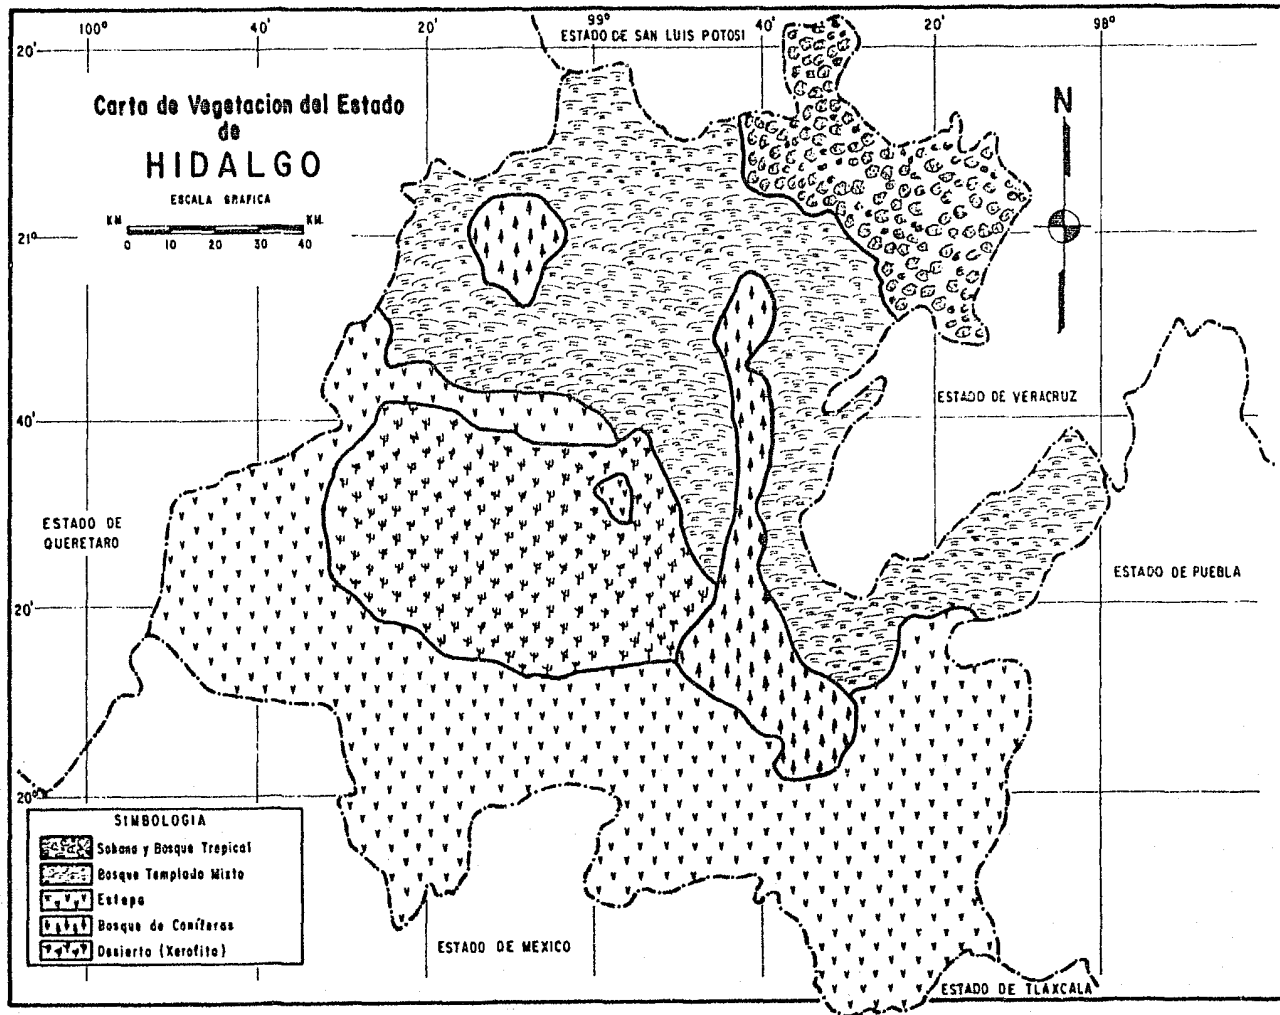 100° 40' 20' 99° 40' 20' 98°
ESTADO DE SAN LUIS POTOSI
20'
Carta de Vegetacion del Estado
de
HIDALGO
ESCALA GRAFICA
KM. KM.
0 10 20 30 40
N
21°
40'
ESTADO DE VERACRUZ
ESTADO DE
QUERETARO
ESTADO DE PUEBLA
20'
20°
SIMBOLOGIA
Sabana y Bosque Tropical
Bosque Templado Mixto
Estepa
Bosque de Coníferas
Desierto (Xerofita)
ESTADO DE MEXICO
ESTADO DE TLAXCALA